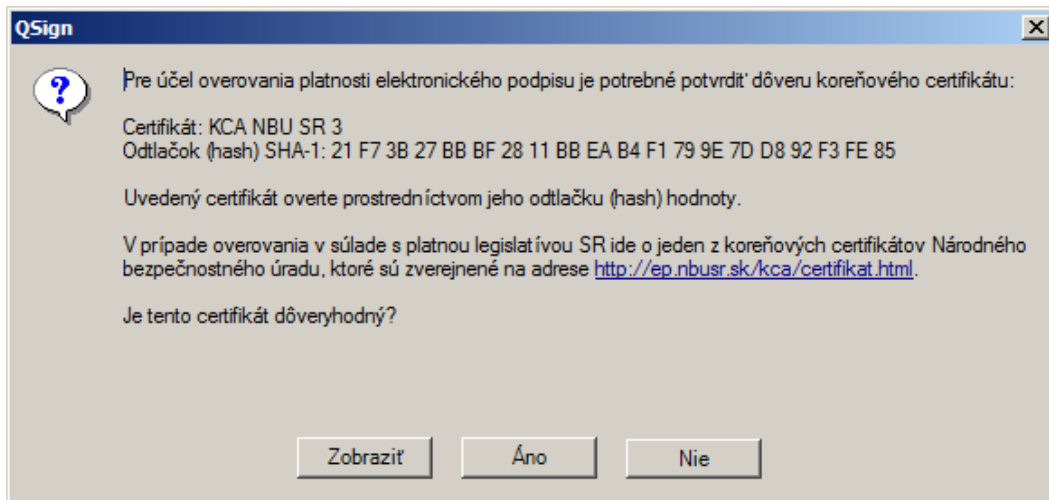 QSign
Pre účel overovania platnosti elektronického podpisu je potrebné potvrdiť dôveru koreňového certifikátu:
Certifikát: KCA NBU SR 3
Odtlačok (hash) SHA-1: 21 F7 3B 27 BB BF 28 11 BB EA B4 F1 79 9E 7D D8 92 F3 FE 85
Uvedený certifikát overte prostredníctvom jeho odtlačku (hash) hodnoty.
V prípade overovania v súlade s platnou legislatívou SR ide o jeden z koreňových certifikátov Národného
bezpečnostného úradu, ktoré sú zverejnené na adrese http://ep.nbusr.sk/kca/certifikat.html.
Je tento certifikát dôveryhodný?
Zobraziť Áno Nie